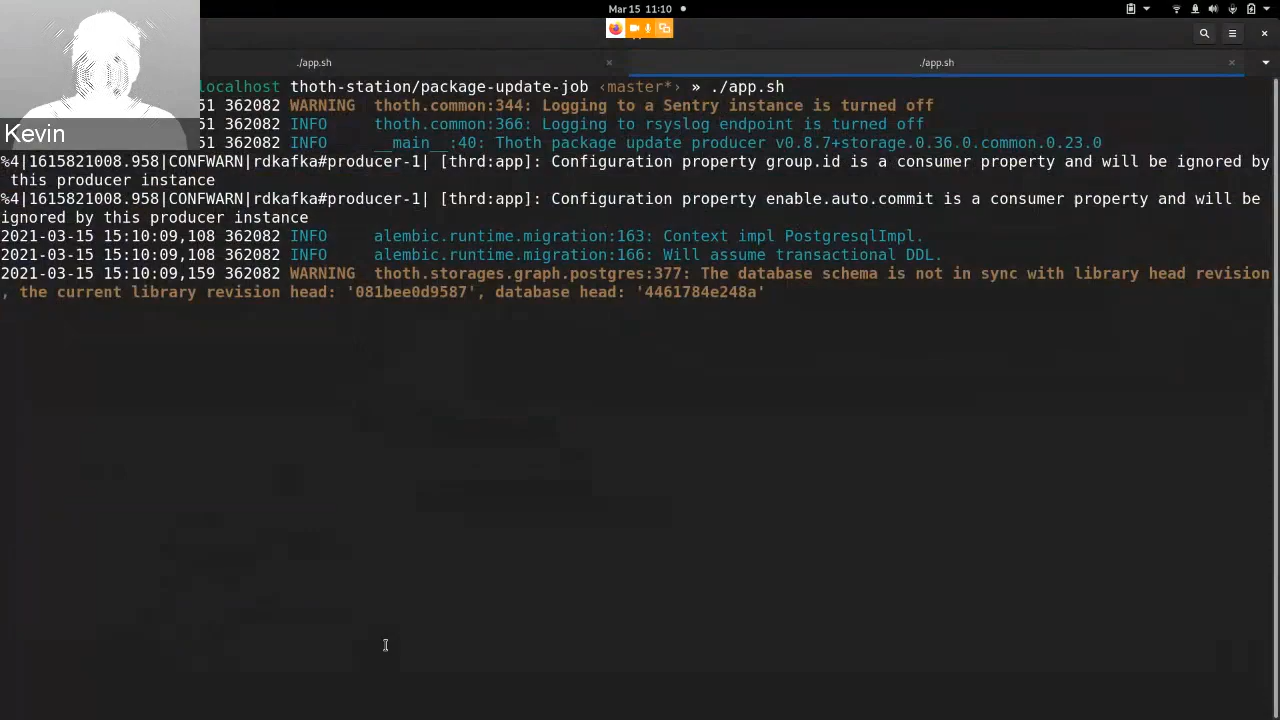 Mar 15 11:10
./app.sh
./app.sh
localhost thoth-station/package-update-job ‹master*› » ./app.sh
51 362082 WARNING thoth.common:344: Logging to a Sentry instance is turned off
51 362082 INFO thoth.common:366: Logging to rsyslog endpoint is turned off
51 362082 INFO __main__:40: Thoth package update producer v0.8.7+storage.0.36.0.common.0.23.0
Kevin
%4|1615821008.958|CONFWARN|rdkafka#producer-1| [thrd:app]: Configuration property group.id is a consumer property and will be ignored by
this producer instance
%4|1615821008.958|CONFWARN|rdkafka#producer-1| [thrd:app]: Configuration property enable.auto.commit is a consumer property and will be
ignored by this producer instance
2021-03-15 15:10:09,108 362082 INFO alembic.runtime.migration:163: Context impl PostgresqlImpl.
2021-03-15 15:10:09,108 362082 INFO alembic.runtime.migration:166: Will assume transactional DDL.
2021-03-15 15:10:09,159 362082 WARNING thoth.storages.graph.postgres:377: The database schema is not in sync with library head revision
, the current library revision head: '081bee0d9587', database head: '4461784e248a'